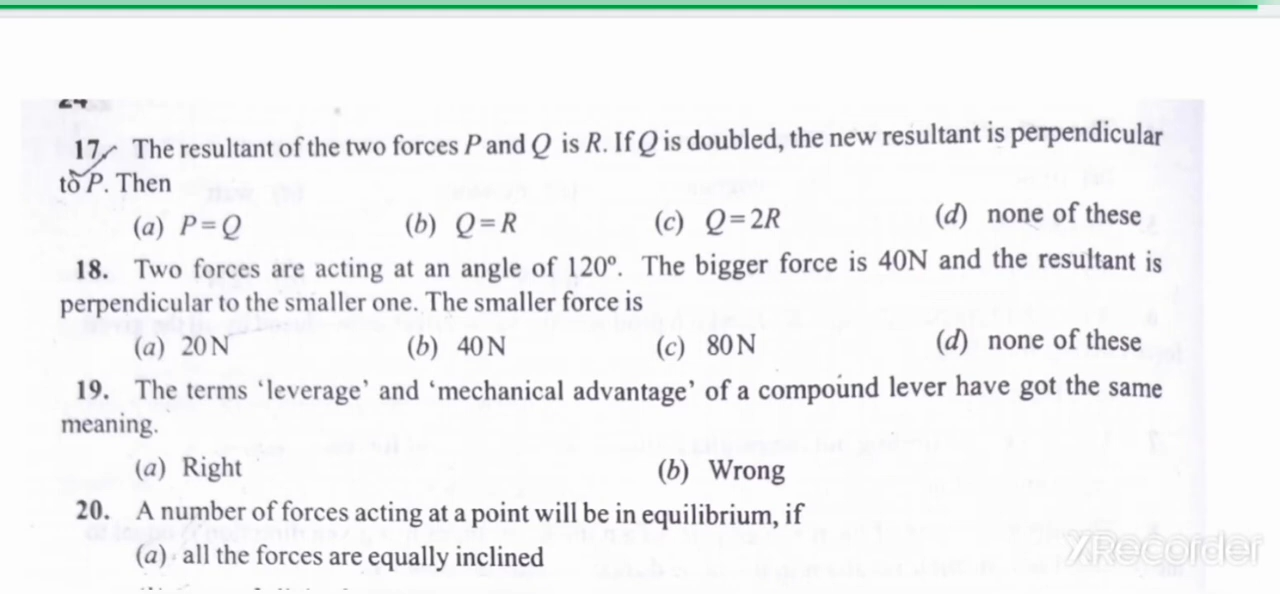 24
17. The resultant of the two forces P and Q is R. If Q is doubled, the new resultant is perpendicular
to P. Then
(a) P=Q (b) Q=R (c) Q=2R (d) none of these
18. Two forces are acting at an angle of 120°. The bigger force is 40N and the resultant is
perpendicular to the smaller one. The smaller force is
(a) 20N (b) 40N (c) 80N (d) none of these
19. The terms ‘leverage’ and ‘mechanical advantage’ of a compound lever have got the same
meaning.
(a) Right (b) Wrong
20. A number of forces acting at a point will be in equilibrium, if
(a) all the forces are equally inclined
XRecorder